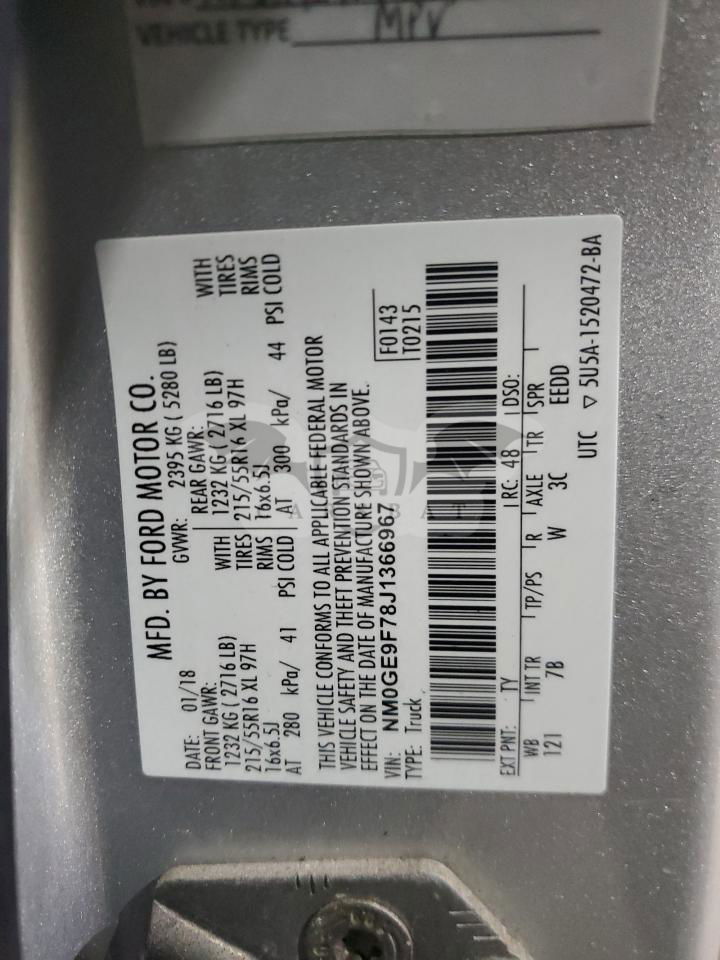 VEHICLE TYPE MPV
MFD. BY FORD MOTOR CO.
DATE: 01/18 GVWR: 2395 KG ( 5280 LB)
FRONT GAWR: REAR GAWR:
1232 KG ( 2716 LB) WITH 1232 KG ( 2716 LB) WITH
215/55R16 XL 97H TIRES 215/55R16 XL 97H TIRES
16x6.5J RIMS 16x6.5J RIMS
AT 280 kPa/ 41 PSI COLD AT 300 kPa/ 44 PSI COLD
THIS VEHICLE CONFORMS TO ALL APPLICABLE FEDERAL MOTOR
VEHICLE SAFETY AND THEFT PREVENTION STANDARDS IN
EFFECT ON THE DATE OF MANUFACTURE SHOWN ABOVE.
VIN: NM0GE9F78J1366967 F0143
TYPE: Truck T0215
EXT PNT: TY RC: 48 DSO:
WB INT TR TP/PS R AXLE TR SPR
121 7B W 3C EEDD
UTC ▽ 5U5A-1520472-BA